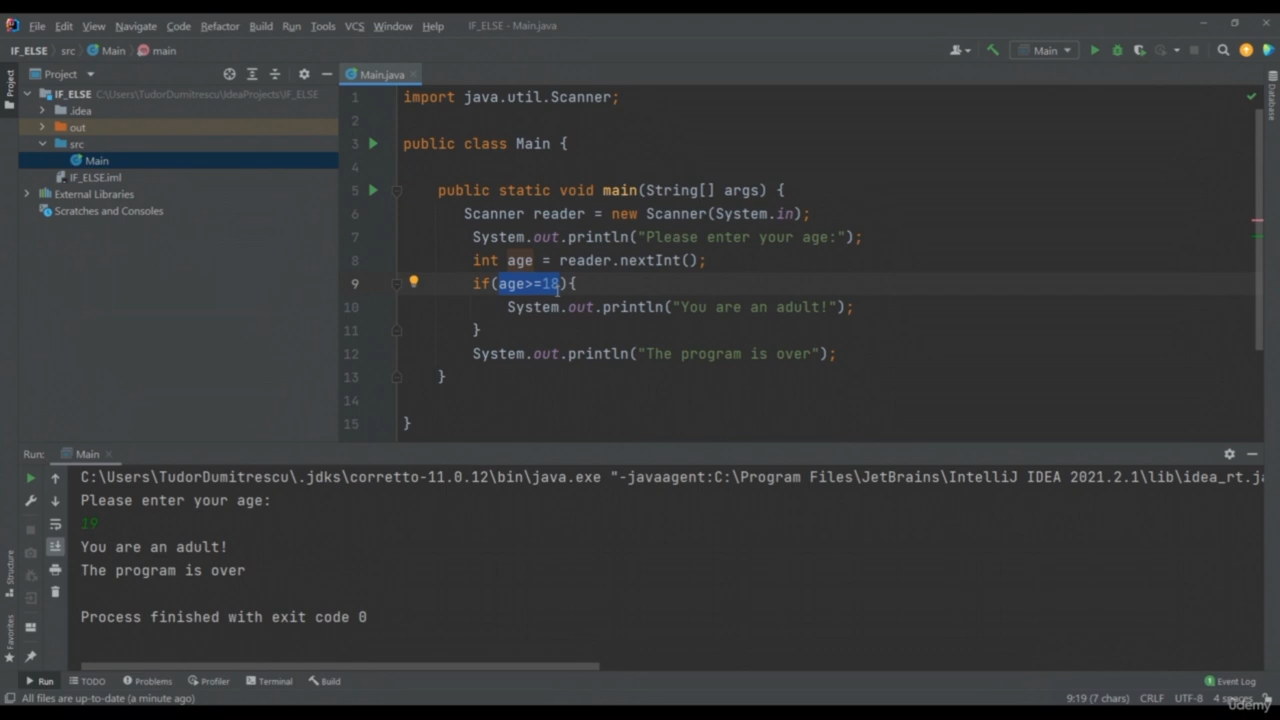 File Edit View Navigate Code Refactor Build Run Tools VCS Window Help IF_ELSE - Main.java
IF_ELSE src Main main Main
Project Main.java
Project
IF_ELSE C:\Users\TudorDumitrescu\IdeaProjects\IF_ELSE
.idea
out
src
Main
IF_ELSE.iml
External Libraries
Scratches and Consoles
1 import java.util.Scanner;
2
3 public class Main {
4
5 public static void main(String[] args) {
6 Scanner reader = new Scanner(System.in);
7 System.out.println("Please enter your age:");
8 int age = reader.nextInt();
9 if(age>=18){
10 System.out.println("You are an adult!");
11 }
12 System.out.println("The program is over");
13 }
14
15 }
Database
Run: Main
C:\Users\TudorDumitrescu\.jdks\corretto-11.0.12\bin\java.exe "-javaagent:C:\Program Files\JetBrains\IntelliJ IDEA 2021.2.1\lib\idea_rt.ja
Please enter your age:
19
You are an adult!
The program is over
Process finished with exit code 0
Structure
Favorites
Run TODO Problems Profiler Terminal Build 1 Event Log
All files are up-to-date (a minute ago) 9:19 (7 chars) CRLF UTF-8 4 spaces
udemy